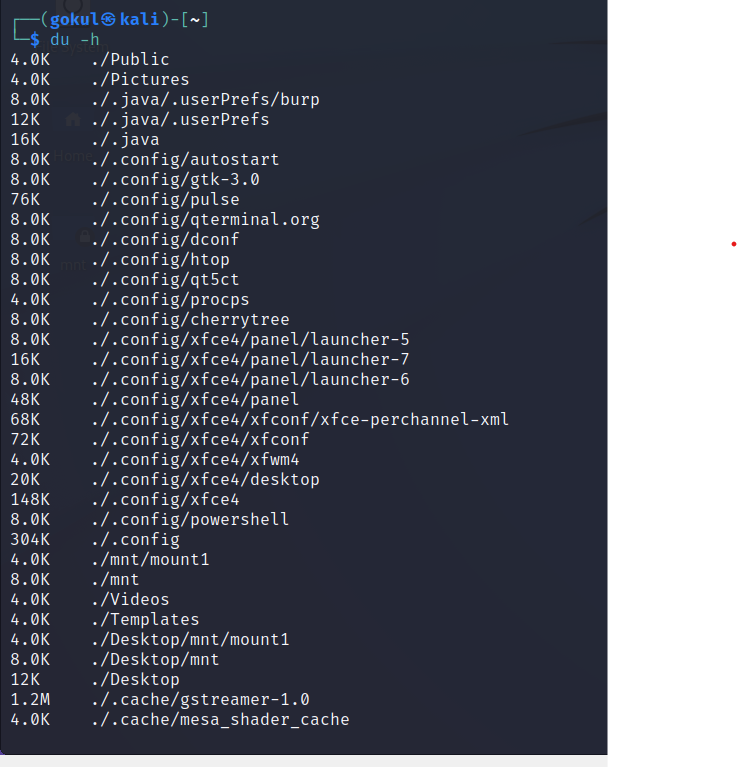 ┌──(gokul㉿kali)-[~]
└─$ du -h
4.0K    ./Public
4.0K    ./Pictures
8.0K    ./.java/.userPrefs/burp
12K     ./.java/.userPrefs
16K     ./.java
8.0K    ./.config/autostart
8.0K    ./.config/gtk-3.0
76K     ./.config/pulse
8.0K    ./.config/qterminal.org
8.0K    ./.config/dconf
8.0K    ./.config/htop
8.0K    ./.config/qt5ct
4.0K    ./.config/procps
8.0K    ./.config/cherrytree
8.0K    ./.config/xfce4/panel/launcher-5
16K     ./.config/xfce4/panel/launcher-7
8.0K    ./.config/xfce4/panel/launcher-6
48K     ./.config/xfce4/panel
68K     ./.config/xfce4/xfconf/xfce-perchannel-xml
72K     ./.config/xfce4/xfconf
4.0K    ./.config/xfce4/xfwm4
20K     ./.config/xfce4/desktop
148K    ./.config/xfce4
8.0K    ./.config/powershell
304K    ./.config
4.0K    ./mnt/mount1
8.0K    ./mnt
4.0K    ./Videos
4.0K    ./Templates
4.0K    ./Desktop/mnt/mount1
8.0K    ./Desktop/mnt
12K     ./Desktop
1.2M    ./.cache/gstreamer-1.0
4.0K    ./.cache/mesa_shader_cache